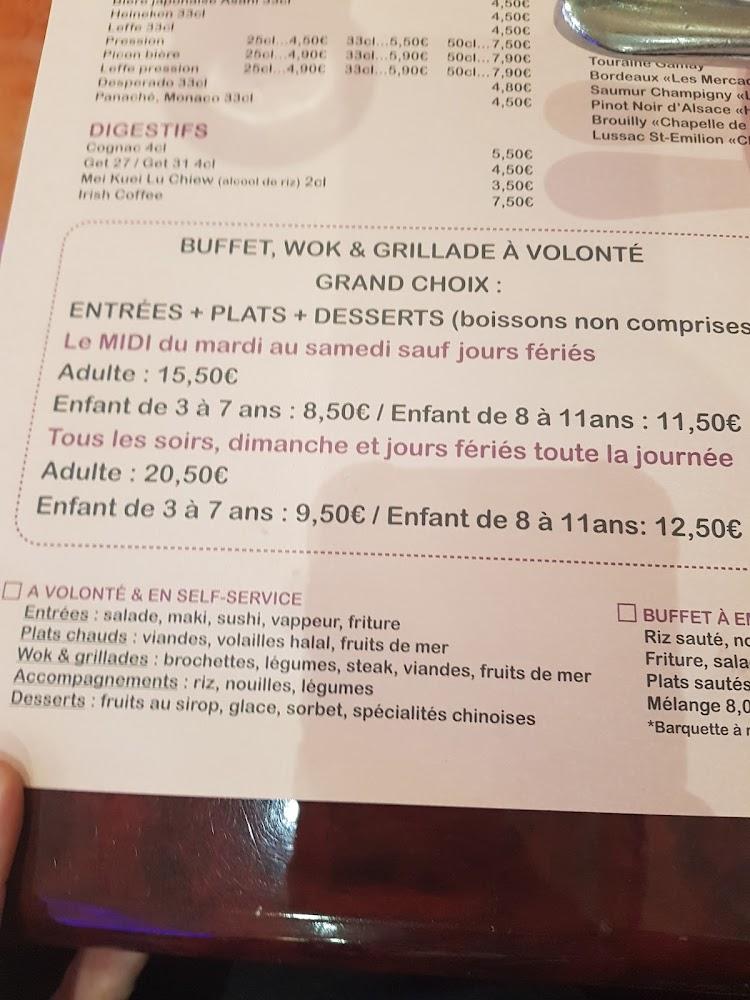 Bière japonaise Asahi 33cl 4,50€
Heineken 33cl 4,50€
Leffe 33cl 4,50€
Pression 25cl...4,50€ 33cl...5,50€ 50cl...7,50€
Picon bière 25cl...4,90€ 33cl...5,90€ 50cl...7,90€
Leffe pression 25cl...4,90€ 33cl...5,90€ 50cl...7,90€
Desperado 33cl 4,80€
Panaché, Monaco 33cl 4,50€
DIGESTIFS
Cognac 4cl 5,50€
Get 27 / Get 31 4cl 4,50€
Mei Kuei Lu Chiew (alcool de riz) 2cl 3,50€
Irish Coffee 7,50€
Touraine Gamay
Bordeaux «Les Merca
Saumur Champigny «L
Pinot Noir d'Alsace «H
Brouilly «Chapelle de
Lussac St-Emilion «C
BUFFET, WOK & GRILLADE À VOLONTÉ
GRAND CHOIX :
ENTRÉES + PLATS + DESSERTS (boissons non comprises
Le MIDI du mardi au samedi sauf jours fériés
Adulte : 15,50€
Enfant de 3 à 7 ans : 8,50€ / Enfant de 8 à 11ans : 11,50€
Tous les soirs, dimanche et jours fériés toute la journée
Adulte : 20,50€
Enfant de 3 à 7 ans : 9,50€ / Enfant de 8 à 11ans: 12,50€
A VOLONTÉ & EN SELF-SERVICE
Entrées : salade, maki, sushi, vappeur, friture
Plats chauds : viandes, volailles halal, fruits de mer
Wok & grillades : brochettes, légumes, steak, viandes, fruits de mer
Accompagnements : riz, nouilles, légumes
Desserts : fruits au sirop, glace, sorbet, spécialités chinoises
BUFFET À E
Riz sauté, no
Friture, sala
Plats sautés
Mélange 8,0
*Barquette à